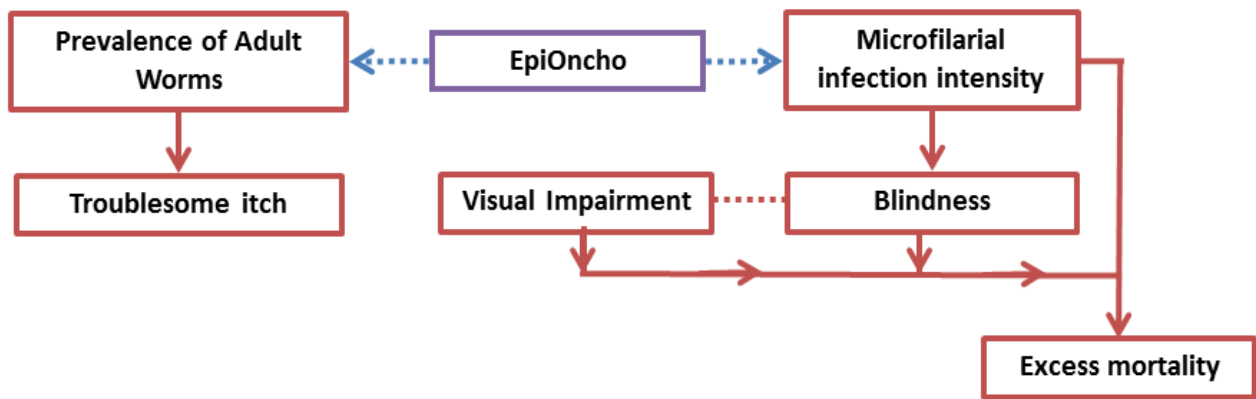 Prevalence of Adult
Worms
EpiOncho
Microfilarial
infection intensity
Troublesome itch
Visual Impairment
Blindness
Excess mortality